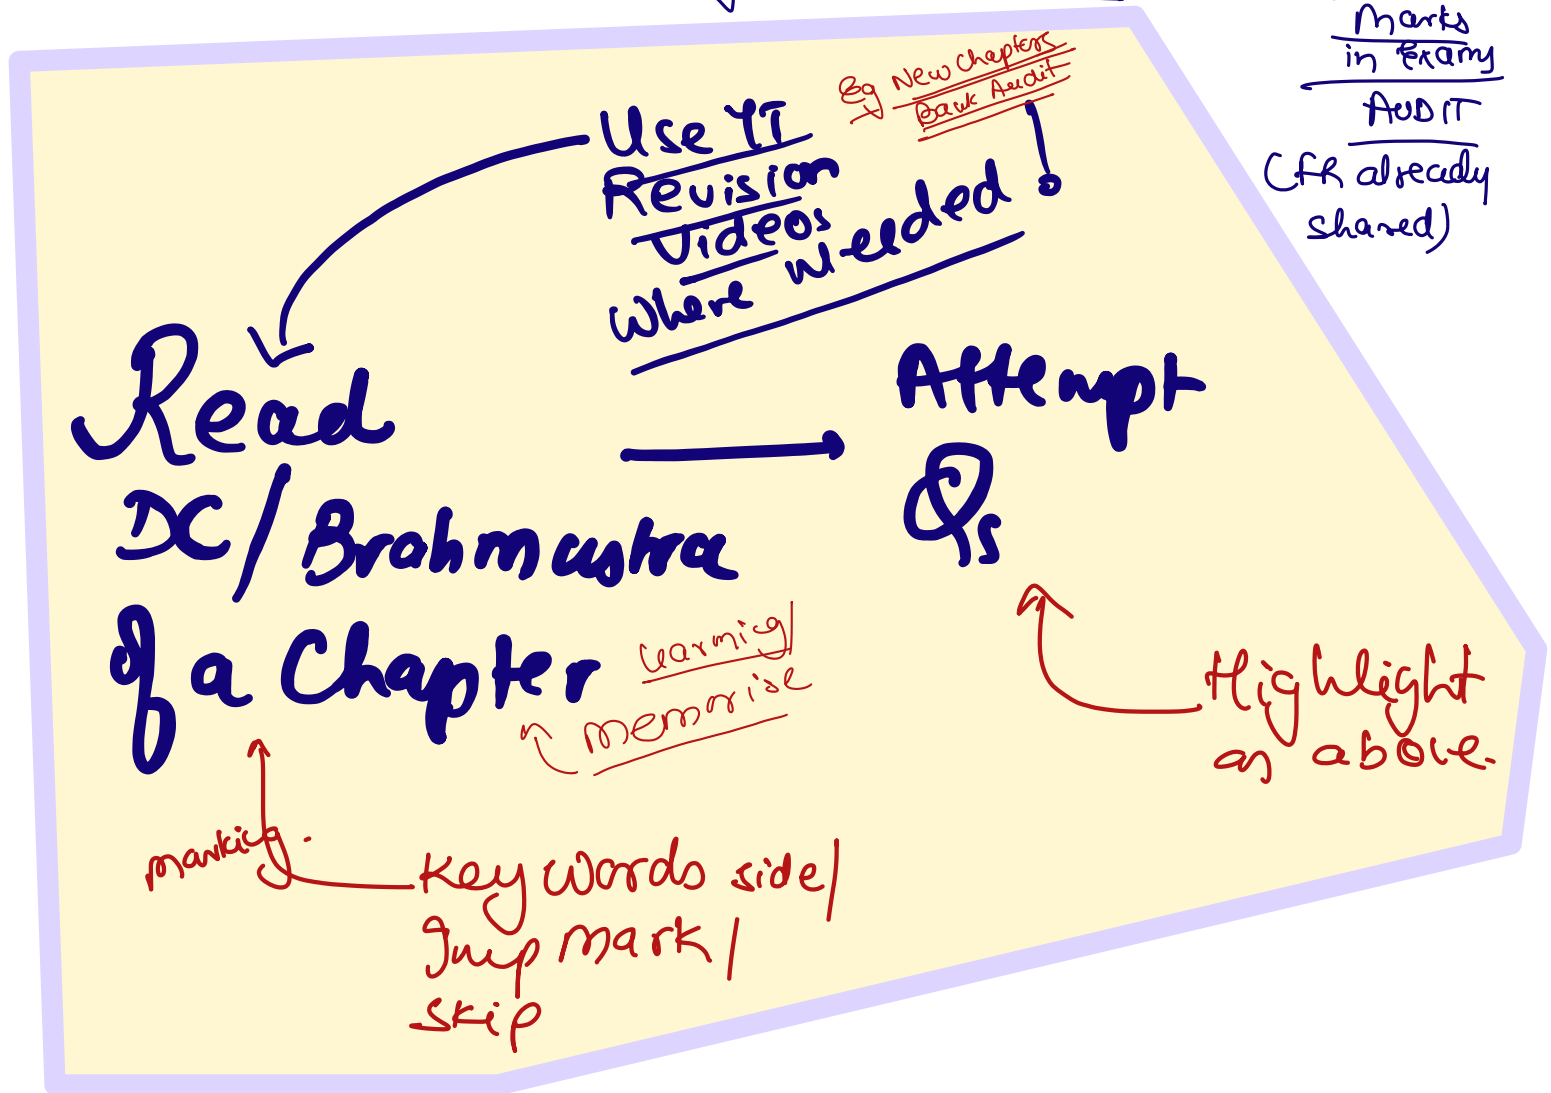 Marks
in Exams
AUDIT
(FR already
shared)
Eg New Chapters
Bank Audit
Use YT
Revision
Videos
where needed
Read
DC/Brahmastra
of a Chapter
Attempt
Qs
Learning/
memorise
Highlight
as above.
marking.
Key words side/
Imp mark/
skip